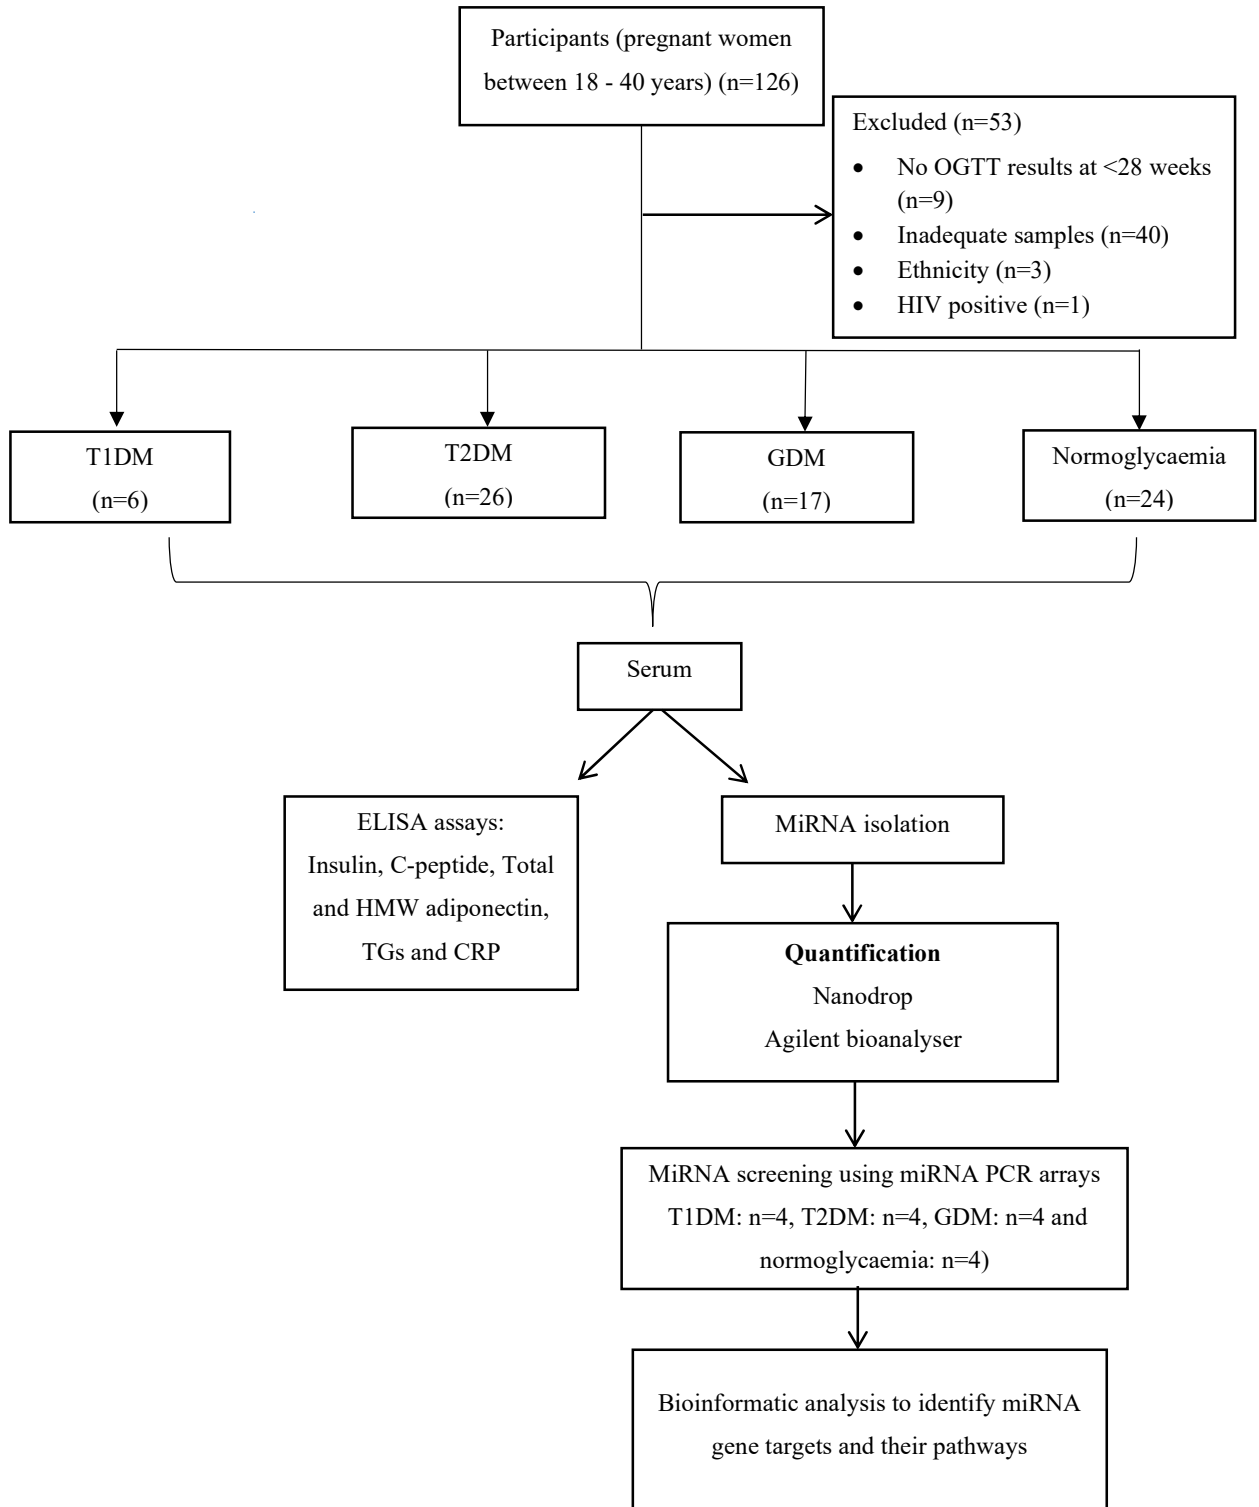 Participants (pregnant women
between 18 - 40 years) (n=126)
Excluded (n=53)
• No OGTT results at <28 weeks
(n=9)
• Inadequate samples (n=40)
• Ethnicity (n=3)
• HIV positive (n=1)
T1DM
(n=6)
T2DM
(n=26)
GDM
(n=17)
Normoglycaemia
(n=24)
Serum
ELISA assays:
Insulin, C-peptide, Total
and HMW adiponectin,
TGs and CRP
MiRNA isolation
Quantification
Nanodrop
Agilent bioanalyser
MiRNA screening using miRNA PCR arrays
T1DM: n=4, T2DM: n=4, GDM: n=4 and
normoglycaemia: n=4)
Bioinformatic analysis to identify miRNA
gene targets and their pathways